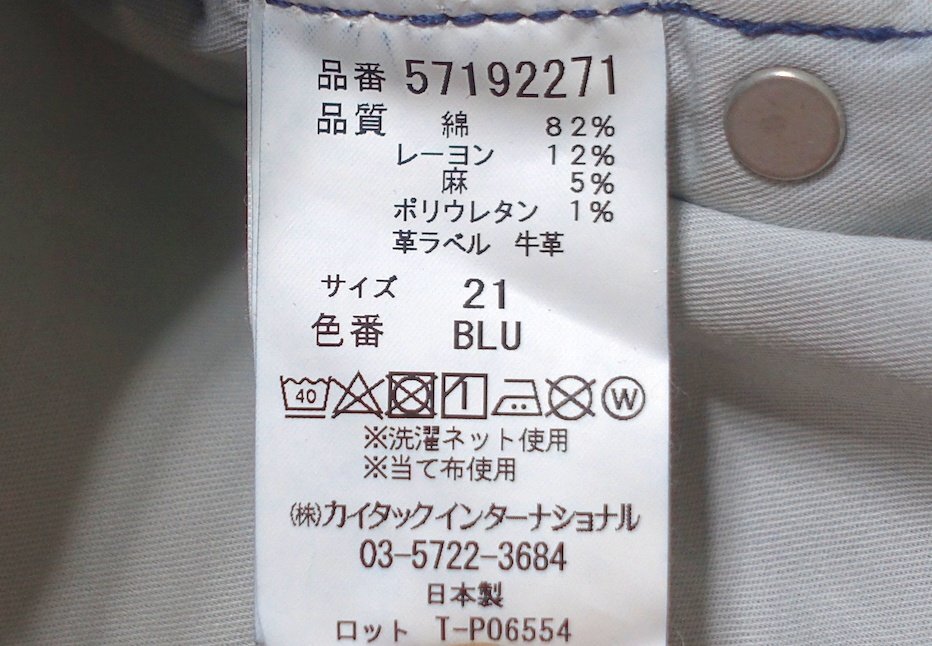 品番 57192271
品質 綿 82%
レーヨン 12%
麻 5%
ポリウレタン 1%
革ラベル 牛革
サイズ 21
色番 BLU
40 W
※洗濯ネット使用
※当て布使用
㈱カイタックインターナショナル
03-5722-3684
日本製
ロット T-P06554